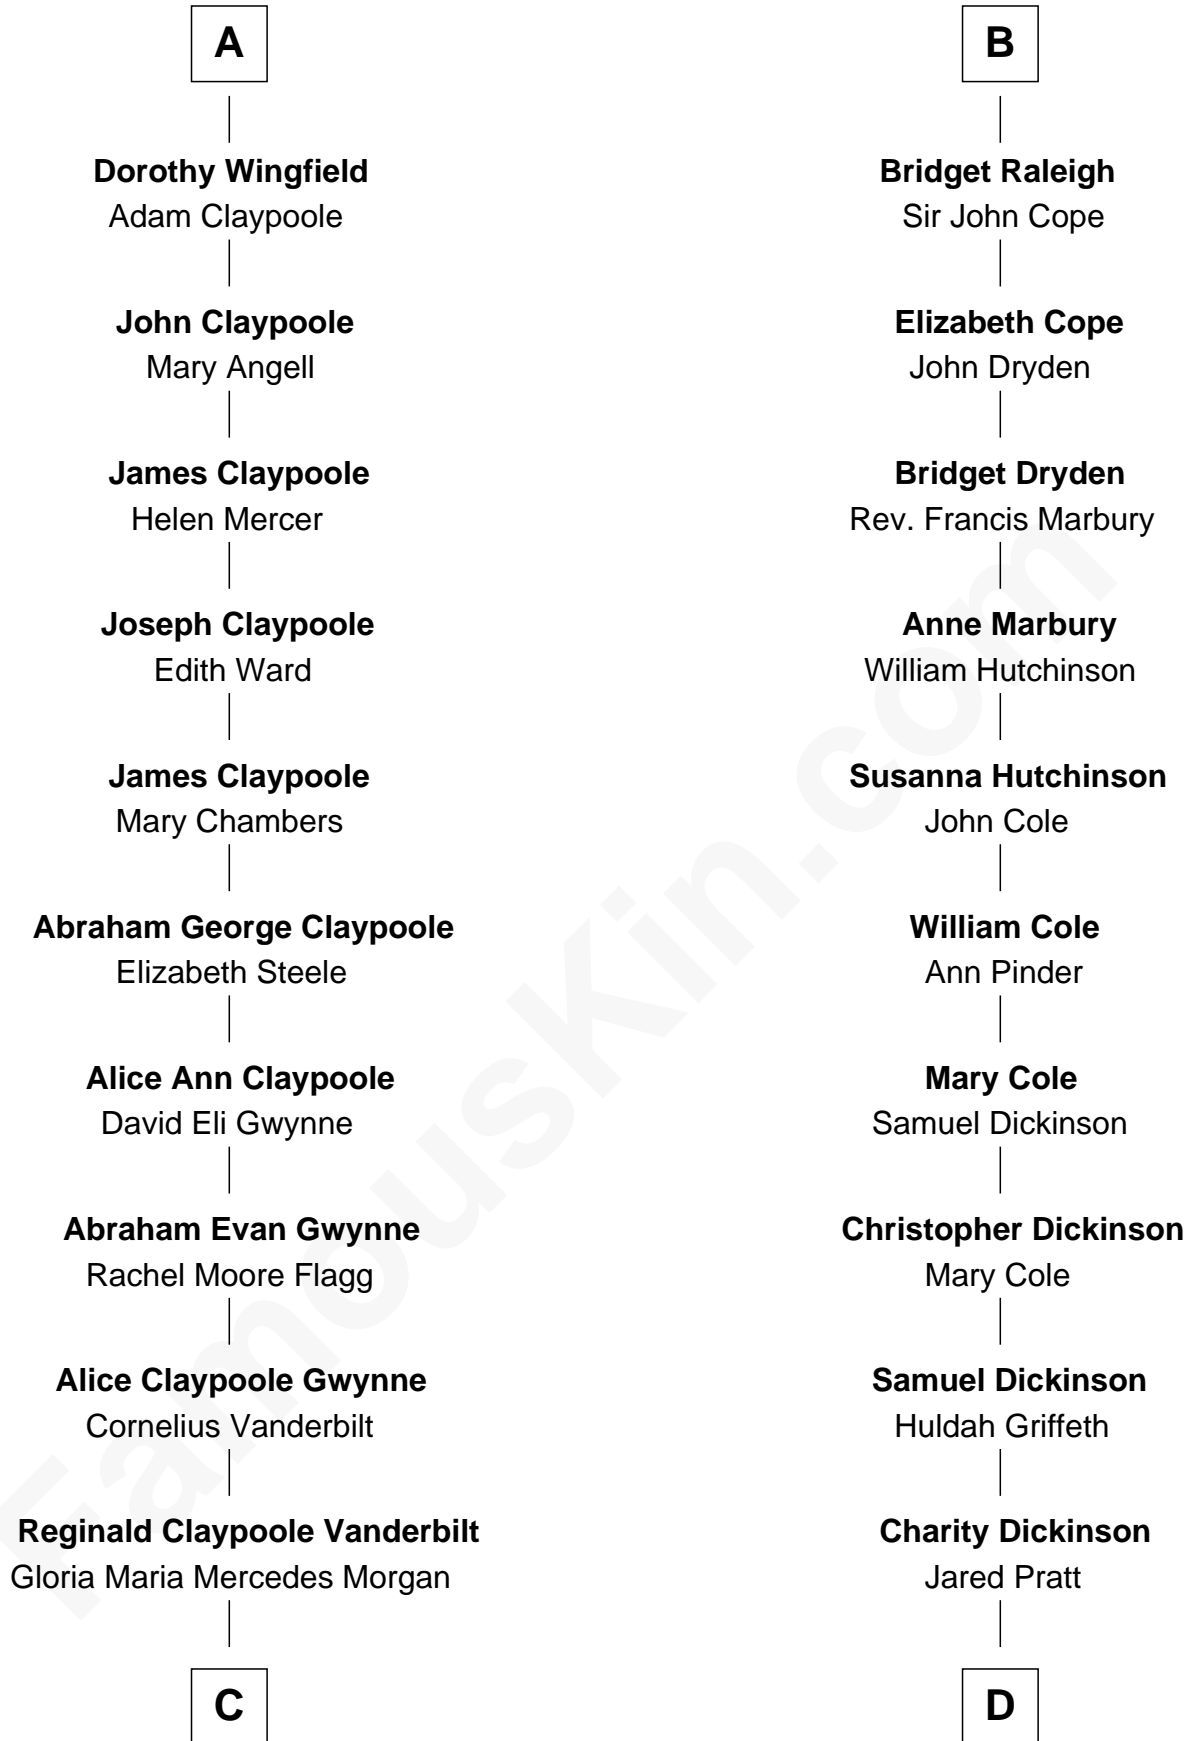 A
Dorothy Wingfield
Adam Claypoole
John Claypoole
Mary Angell
James Claypoole
Helen Mercer
Joseph Claypoole
Edith Ward
James Claypoole
Mary Chambers
Abraham George Claypoole
Elizabeth Steele
Alice Ann Claypoole
David Eli Gwynne
Abraham Evan Gwynne
Rachel Moore Flagg
Alice Claypoole Gwynne
Cornelius Vanderbilt
Reginald Claypoole Vanderbilt
Gloria Maria Mercedes Morgan
C
B
Bridget Raleigh
Sir John Cope
Elizabeth Cope
John Dryden
Bridget Dryden
Rev. Francis Marbury
Anne Marbury
William Hutchinson
Susanna Hutchinson
John Cole
William Cole
Ann Pinder
Mary Cole
Samuel Dickinson
Christopher Dickinson
Mary Cole
Samuel Dickinson
Huldah Griffeth
Charity Dickinson
Jared Pratt
D
FamousKin.com